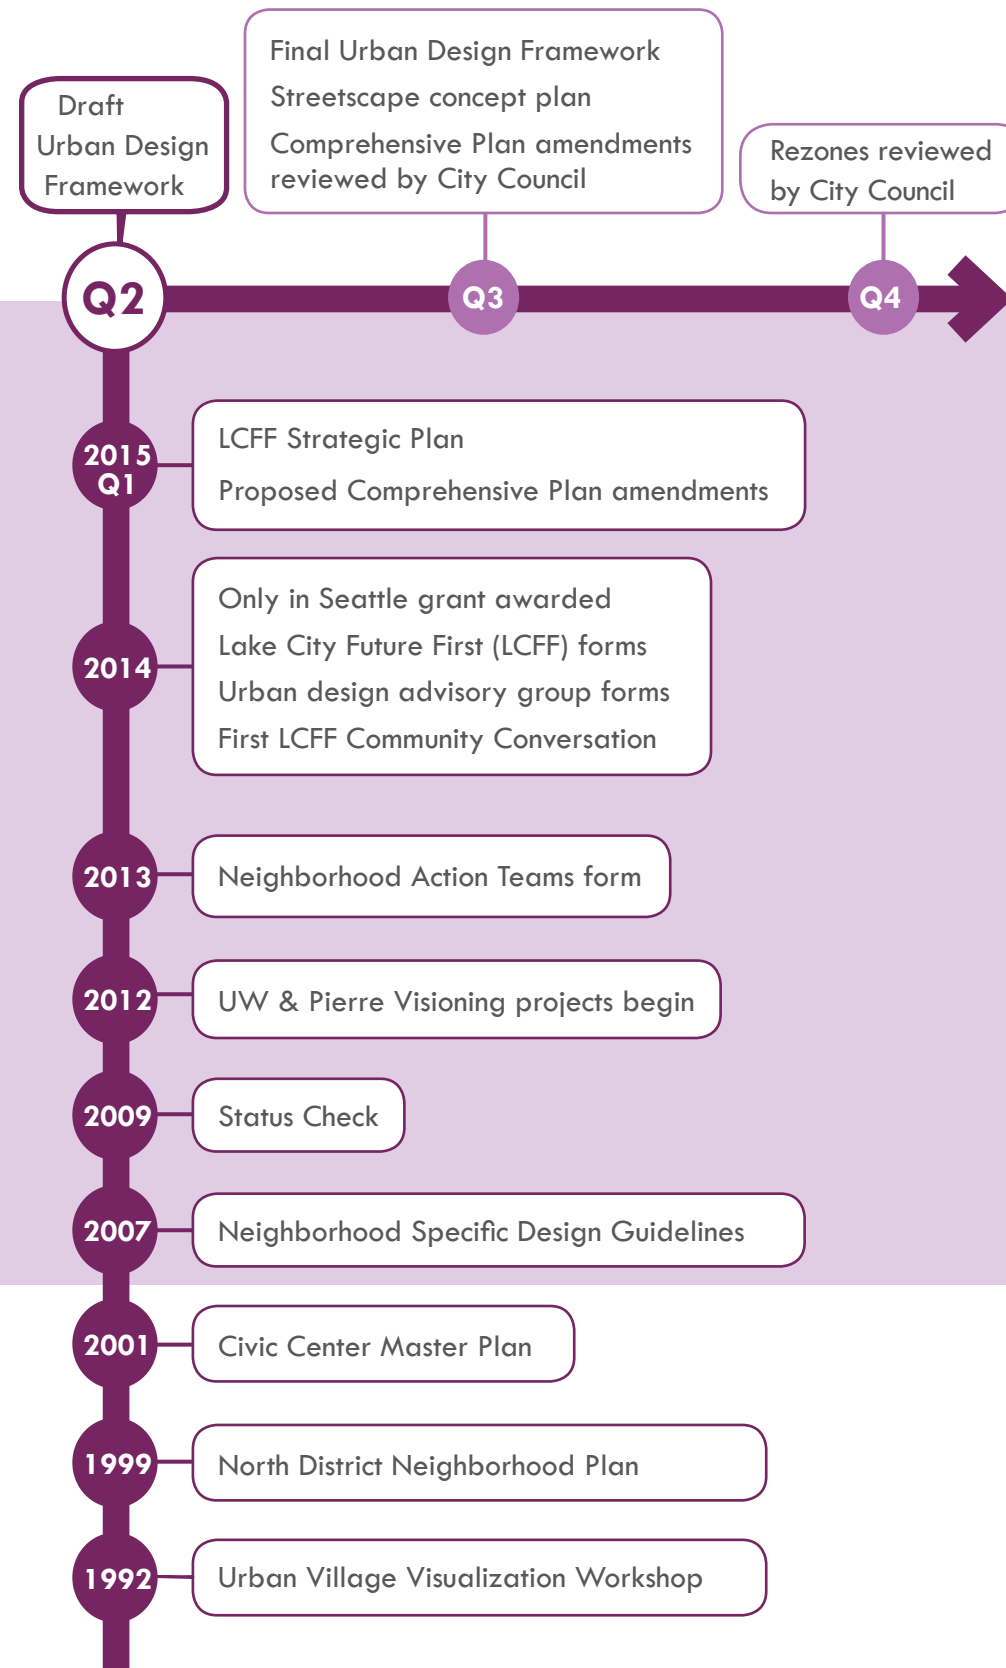 Draft
Urban Design
Framework
Final Urban Design Framework
Streetscape concept plan
Comprehensive Plan amendments
reviewed by City Council
Rezones reviewed
by City Council
Q2
Q3
Q4
2015
Q1
LCFF Strategic Plan
Proposed Comprehensive Plan amendments
2014
Only in Seattle grant awarded
Lake City Future First (LCFF) forms
Urban design advisory group forms
First LCFF Community Conversation
2013
Neighborhood Action Teams form
2012
UW & Pierre Visioning projects begin
2009
Status Check
2007
Neighborhood Specific Design Guidelines
2001
Civic Center Master Plan
1999
North District Neighborhood Plan
1992
Urban Village Visualization Workshop